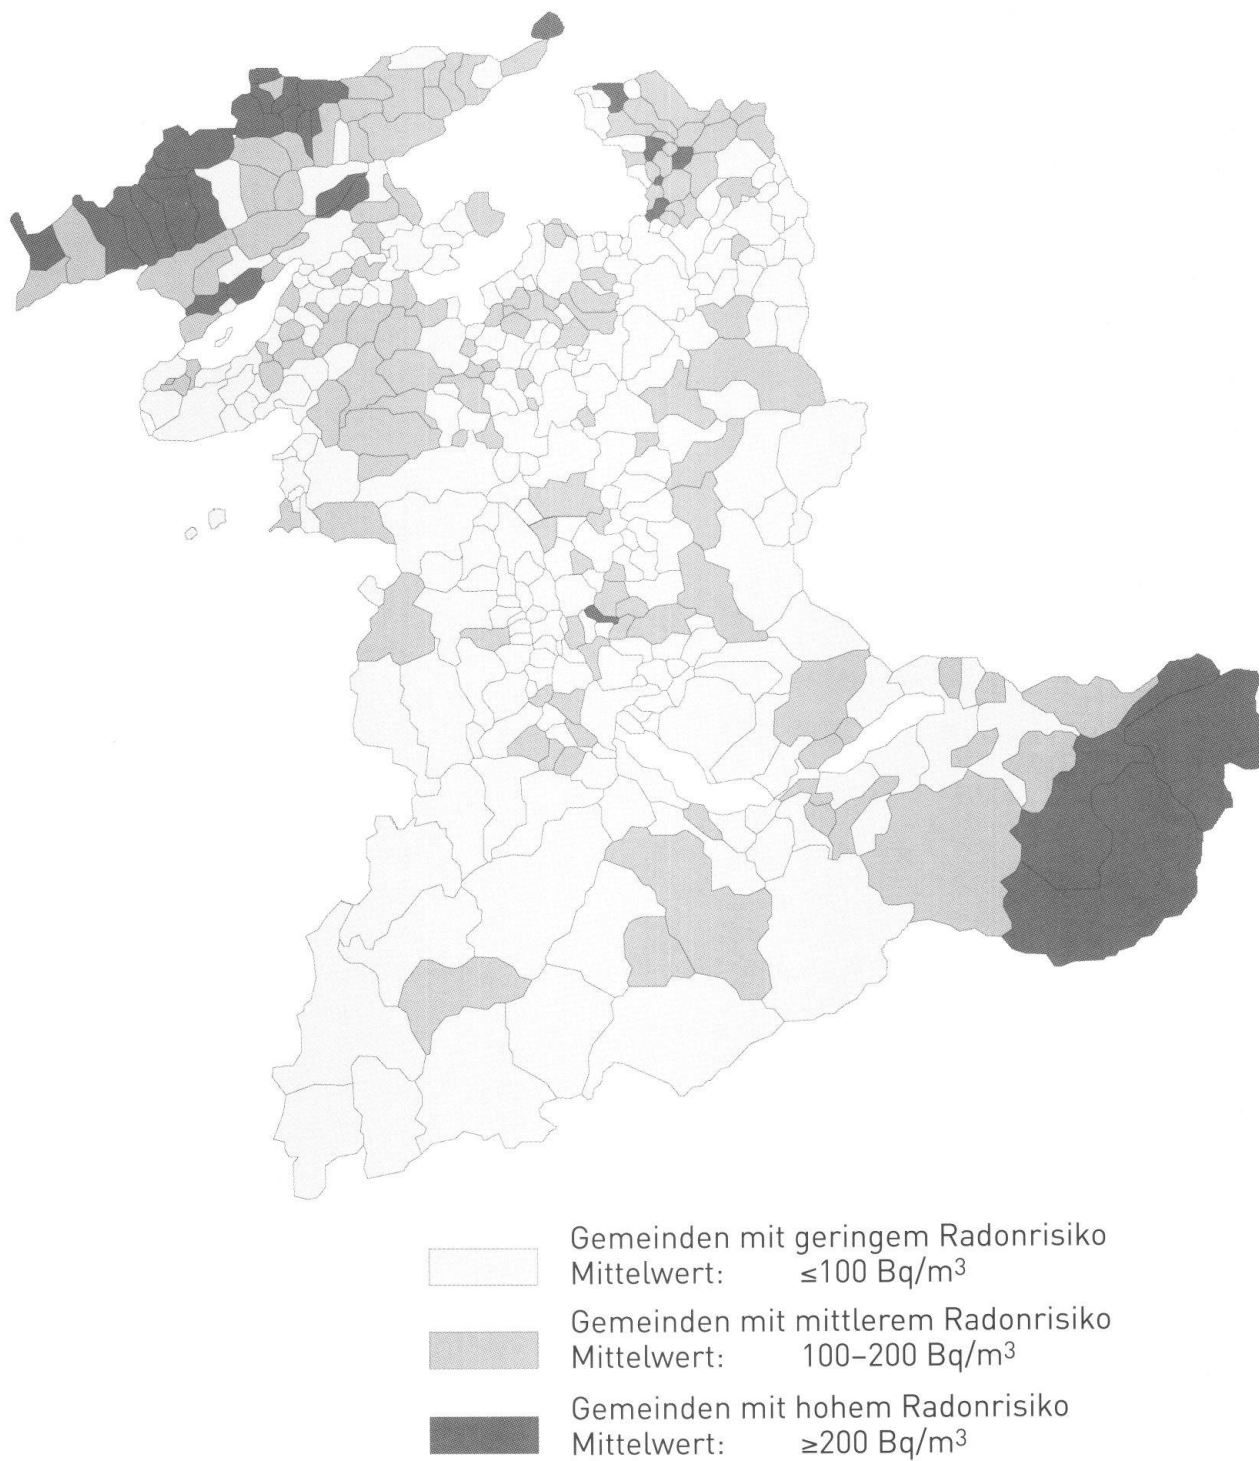 Gemeinden mit geringem Radonrisiko
Mittelwert: ≤100 Bq/m³
Gemeinden mit mittlerem Radonrisiko
Mittelwert: 100–200 Bq/m³
Gemeinden mit hohem Radonrisiko
Mittelwert: ≥200 Bq/m³